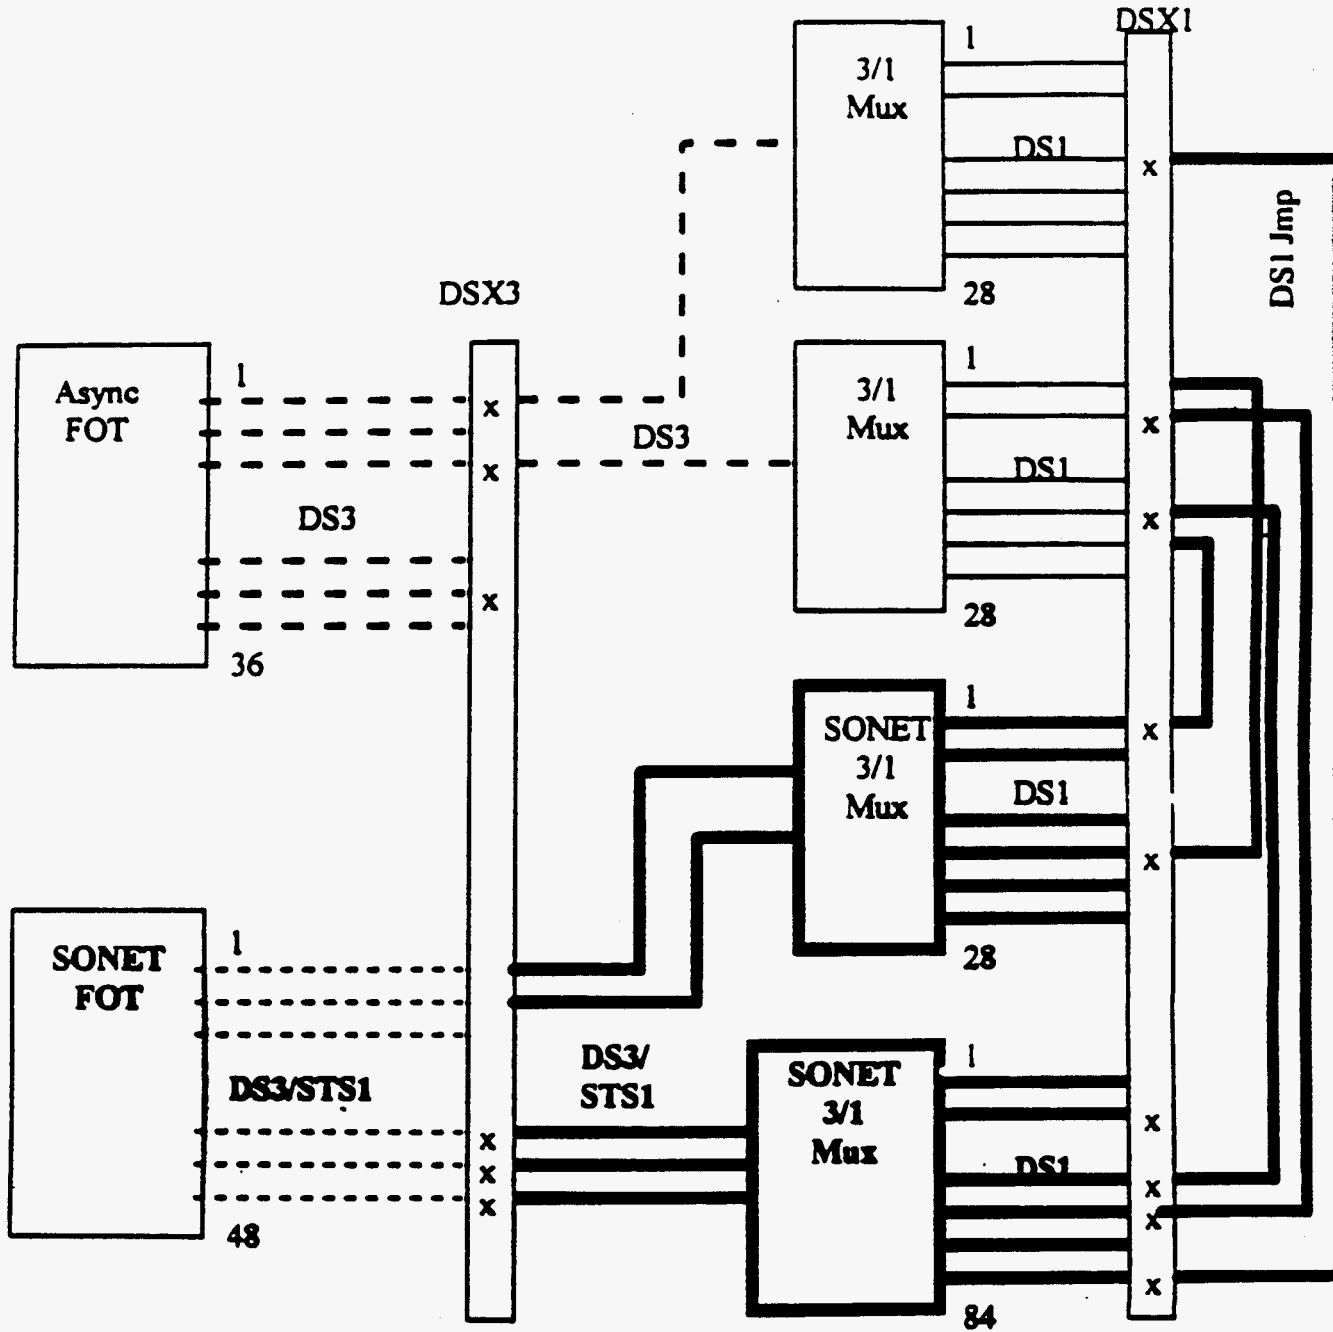 DSX1
1
3/1
Mux
DS1
x
28
DS1 Jmp
DSX3
1
3/1
Mux
x
DS1
x
28
Async
FOT
1
x
DS3
x
DS3
x
36
1
SONET
3/1
Mux
x
DS1
x
28
SONET
FOT
1
DS3/STS1
x
x
x
48
DS3/
STS1
SONET
3/1
Mux
1
x
DS1
x
x
x
84